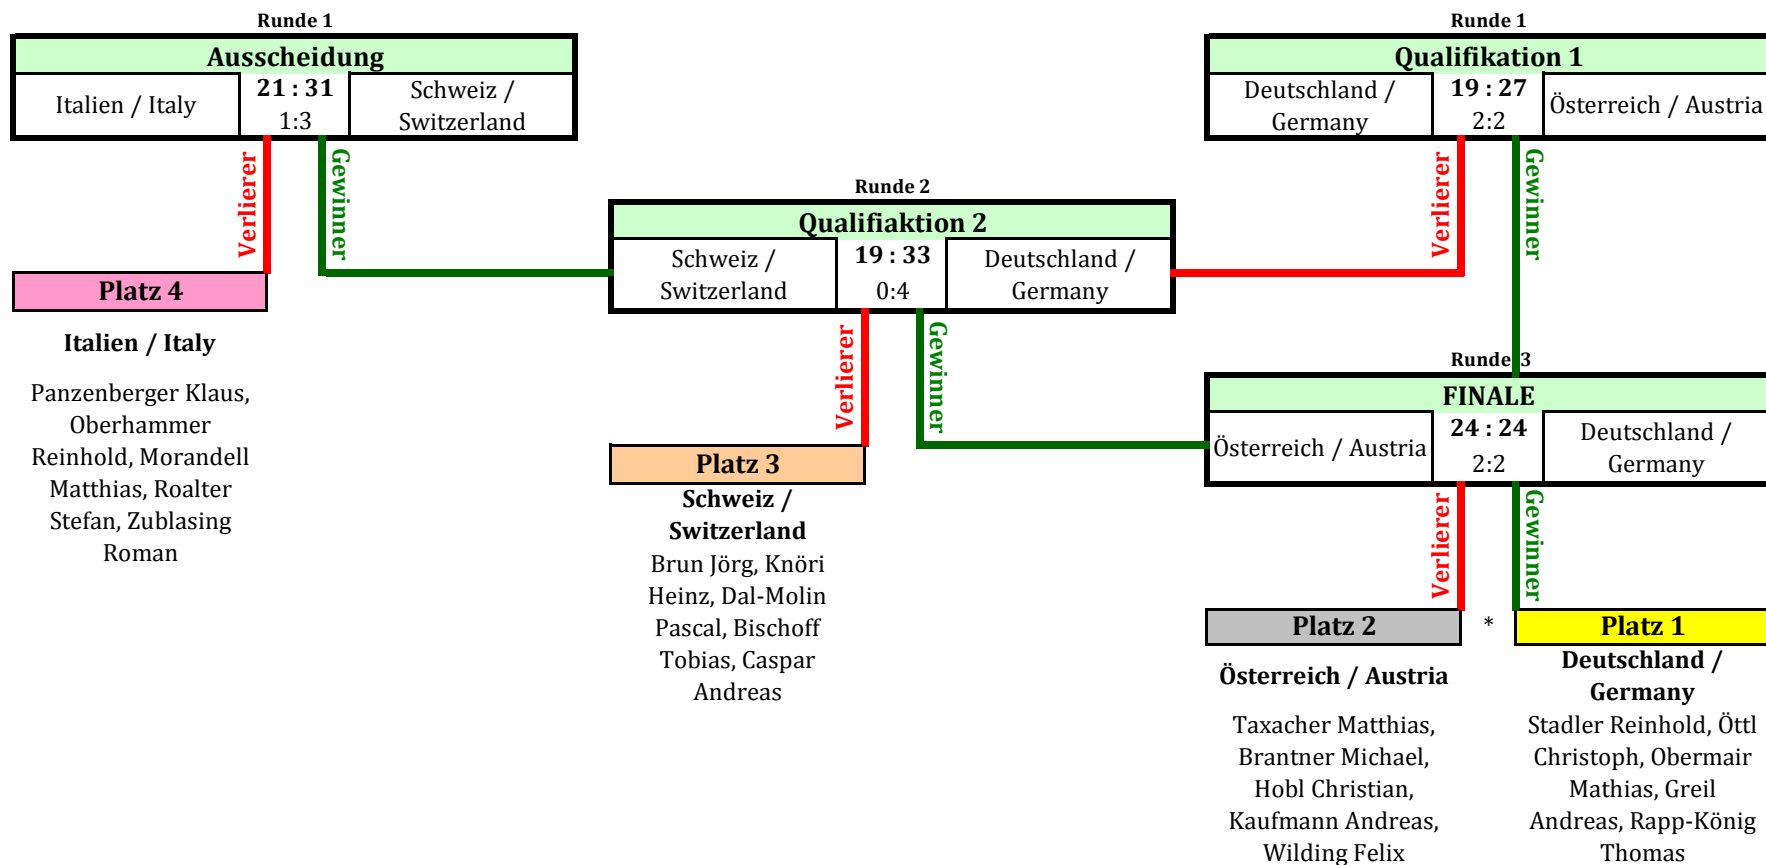 Runde 1
Ausscheidung
Italien / Italy
21 : 31
1:3
Schweiz /
Switzerland
Verlierer
Gewinner
Runde 1
Qualifikation 1
Deutschland /
Germany
19 : 27
2:2
Österreich / Austria
Verlierer
Gewinner
Runde 2
Qualifiaktion 2
Schweiz /
Switzerland
19 : 33
0:4
Deutschland /
Germany
Verlierer
Gewinner
Platz 4
Italien / Italy
Panzenberger Klaus,
Oberhammer
Reinhold, Morandell
Matthias, Roalter
Stefan, Zublasing
Roman
Runde 3
FINALE
Österreich / Austria
24 : 24
2:2
Deutschland /
Germany
Verlierer
Gewinner
Platz 3
Schweiz /
Switzerland
Brun Jörg, Knöri
Heinz, Dal-Molin
Pascal, Bischoff
Tobias, Caspar
Andreas
Platz 2
*
Platz 1
Österreich / Austria
Taxacher Matthias,
Brantner Michael,
Hobl Christian,
Kaufmann Andreas,
Wilding Felix
Deutschland /
Germany
Stadler Reinhold, Öttl
Christoph, Obermair
Mathias, Greil
Andreas, Rapp-König
Thomas